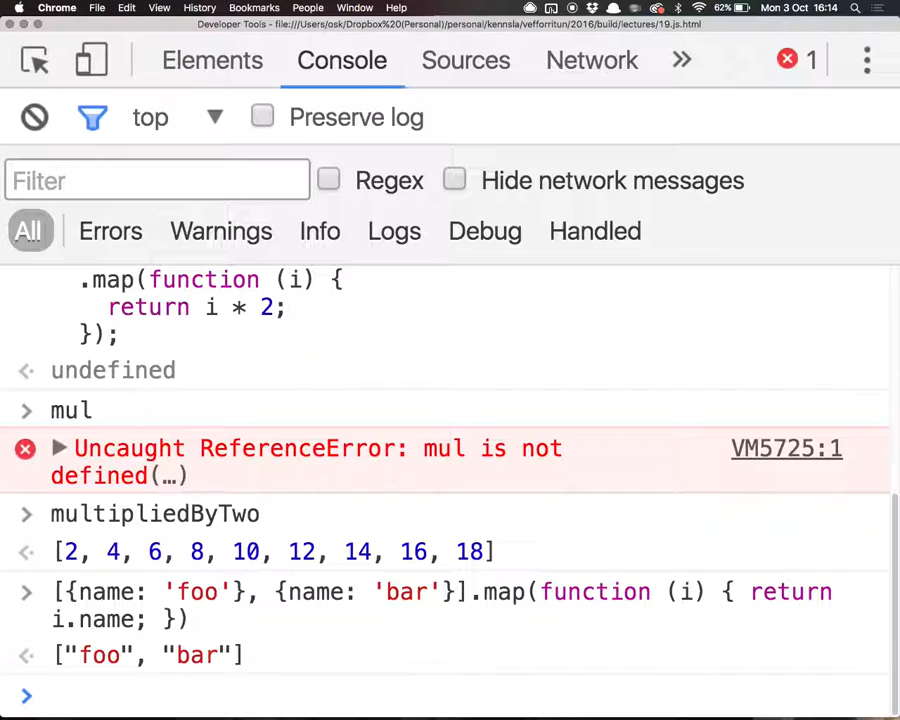 Chrome File Edit View History Bookmarks People Window Help 62% Mon 3 Oct 16:14
Developer Tools - file:///Users/osk/Dropbox%20(Personal)/personal/kennsla/vefforritun/2016/build/lectures/19.js.html
Elements Console Sources Network » 1
top ▼ Preserve log
Filter Regex Hide network messages
All Errors Warnings Info Logs Debug Handled
.map(function (i) {
return i * 2;
});
undefined
> mul
▶Uncaught ReferenceError: mul is not VM5725:1
defined(…)
> multipliedByTwo
[2, 4, 6, 8, 10, 12, 14, 16, 18]
> [{name: 'foo'}, {name: 'bar'}].map(function (i) { return
i.name; })
["foo", "bar"]
>